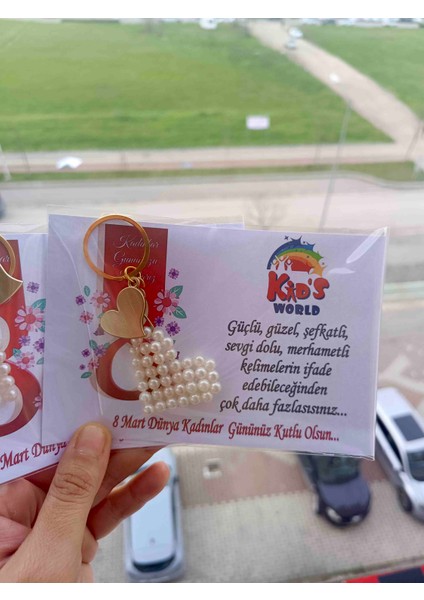 Kadınlar
KiD'S
WORLD
Güçlü, güzel, şefkatli,
sevgi dolu, merhametli
kelimelerin ifade
edebileceğinden
çok daha fazlasısınız...
8 Mart Dünya Kadınlar Gününüz Kutlu Olsun...
Mart Dünya